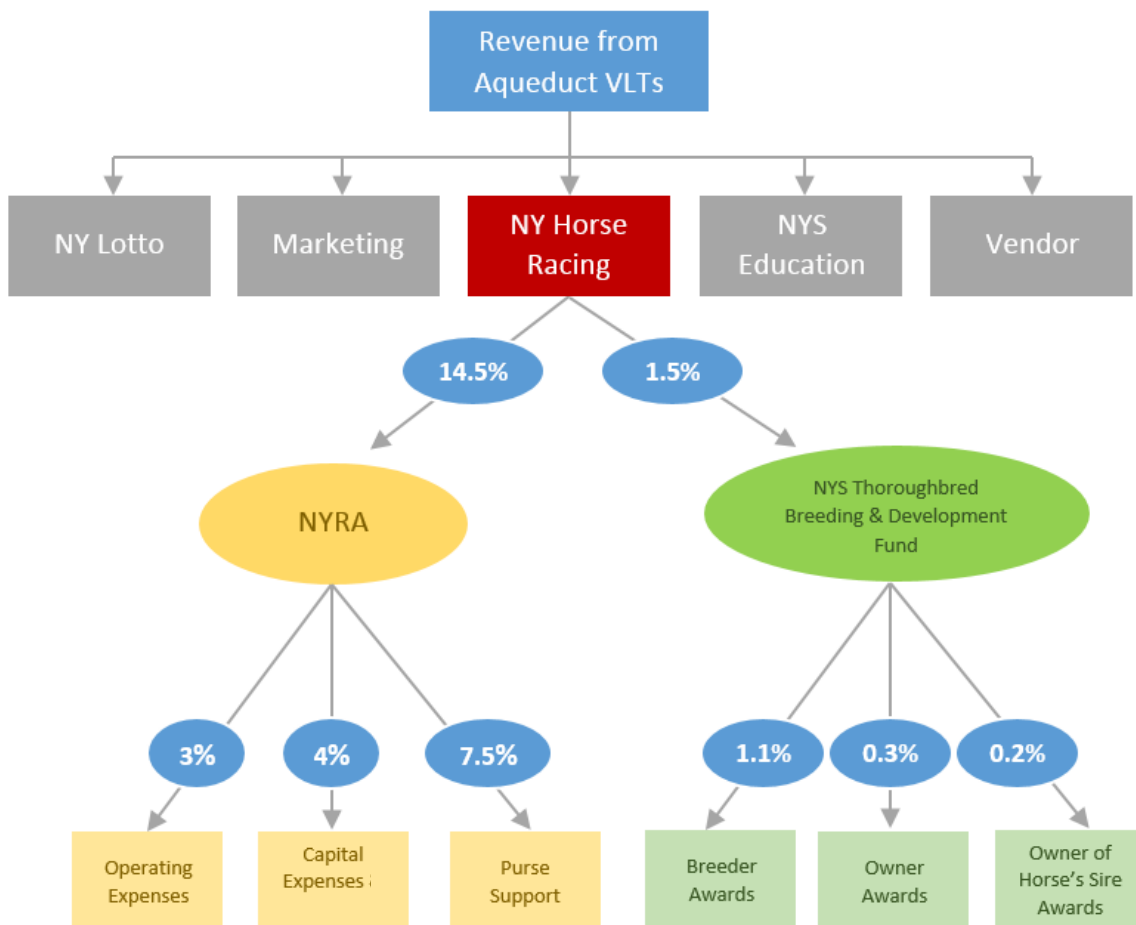 Revenue from
Aqueduct VLTs
NY Lotto
Marketing
NY Horse
Racing
NYS
Education
Vendor
14.5%
1.5%
NYRA
NYS Thoroughbred
Breeding & Development
Fund
3%
4%
7.5%
1.1%
0.3%
0.2%
Operating
Expenses
Capital
Expenses
Purse
Support
Breeder
Awards
Owner
Awards
Owner of
Horse's Sire
Awards